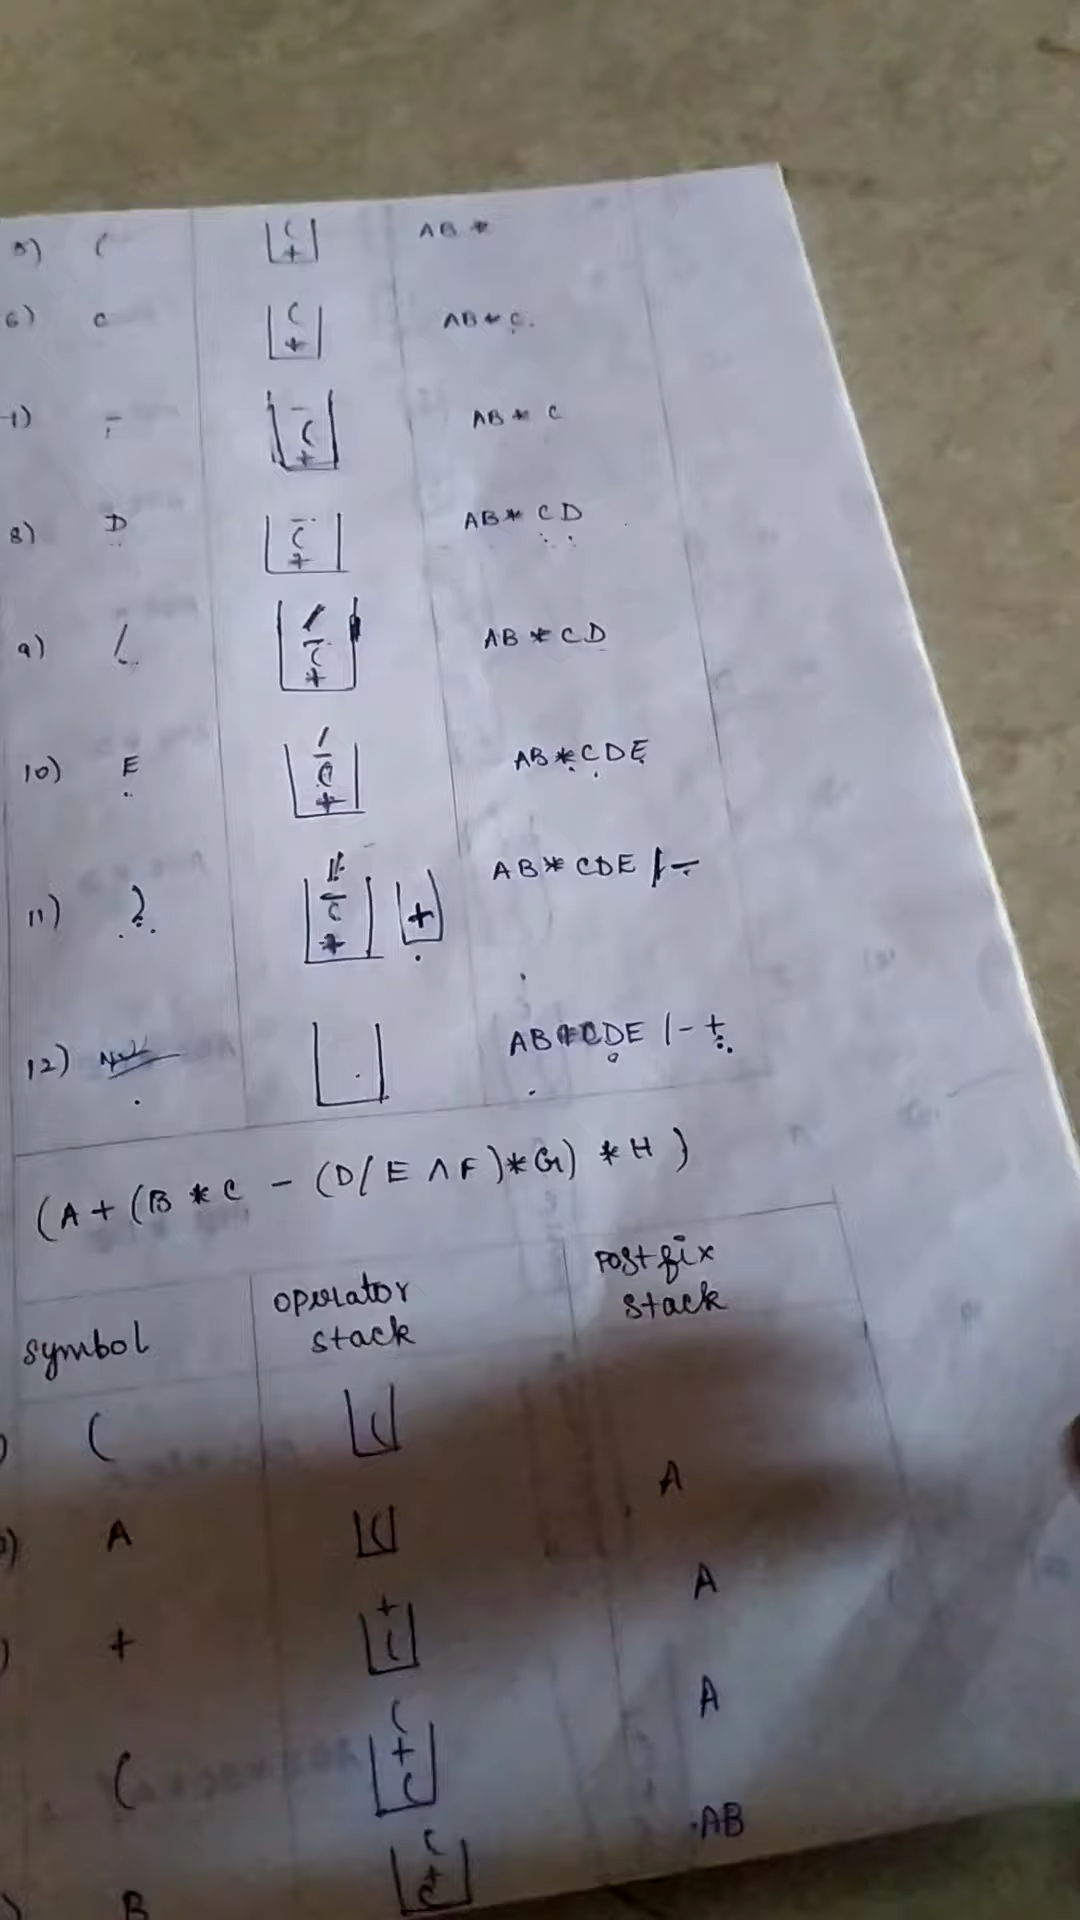 5) ( ( + AB *
6) C ( + AB * C.
7) - - ( + AB * C
8) D - ( + AB * CD
9) / / - ( + AB * CD
10) E / - ( + AB * CDE
11) ) / - ( + + AB * CDE / -
12) Null AB * CDE / - +
(A + (B * C - (D / E ∧ F) * G) * H )
symbol operator stack postfix stack
( (
A ( A
+ + ( A
( ( + ( A
B ( + ( AB